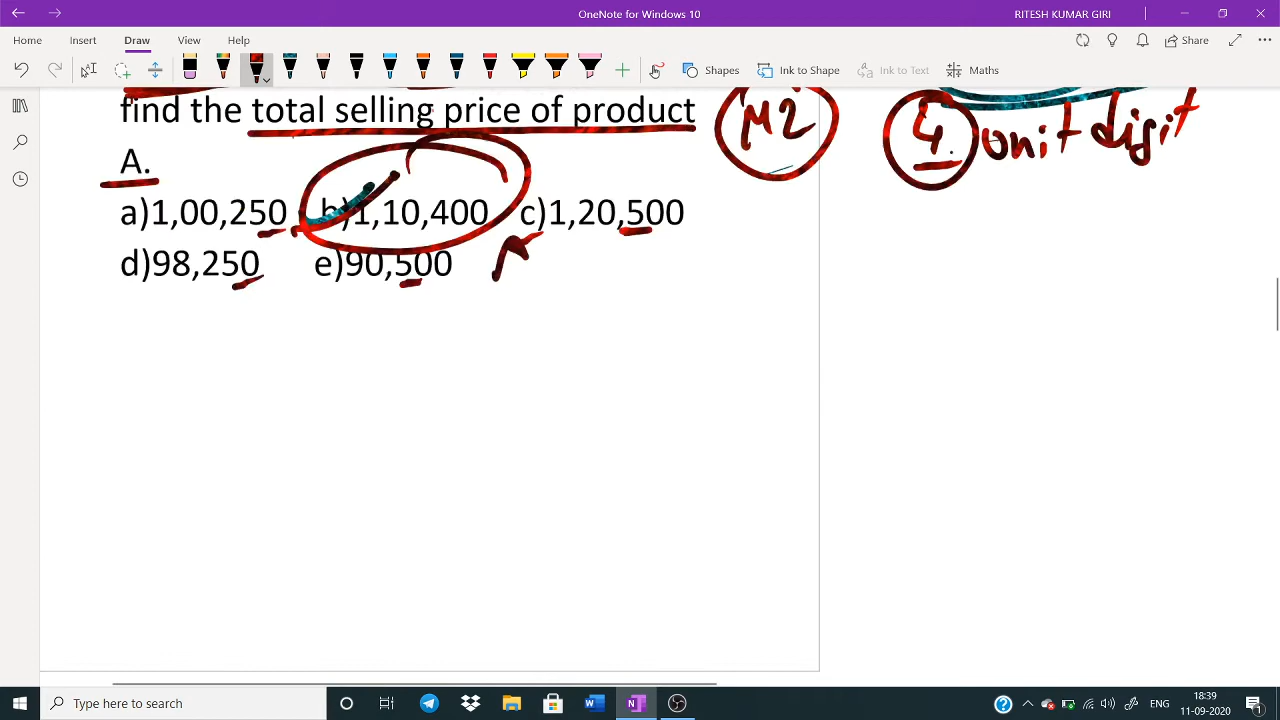 OneNote for Windows 10
RITESH KUMAR GIRI
Home Insert Draw View Help
Share
Shapes Ink to Shape Ink to Text Maths
find the total selling price of product
A.
M2
4 unit digit
a)1,00,250 b)1,10,400 c)1,20,500
d)98,250 e)90,500
Type here to search
ENG
18:39
11-09-2020